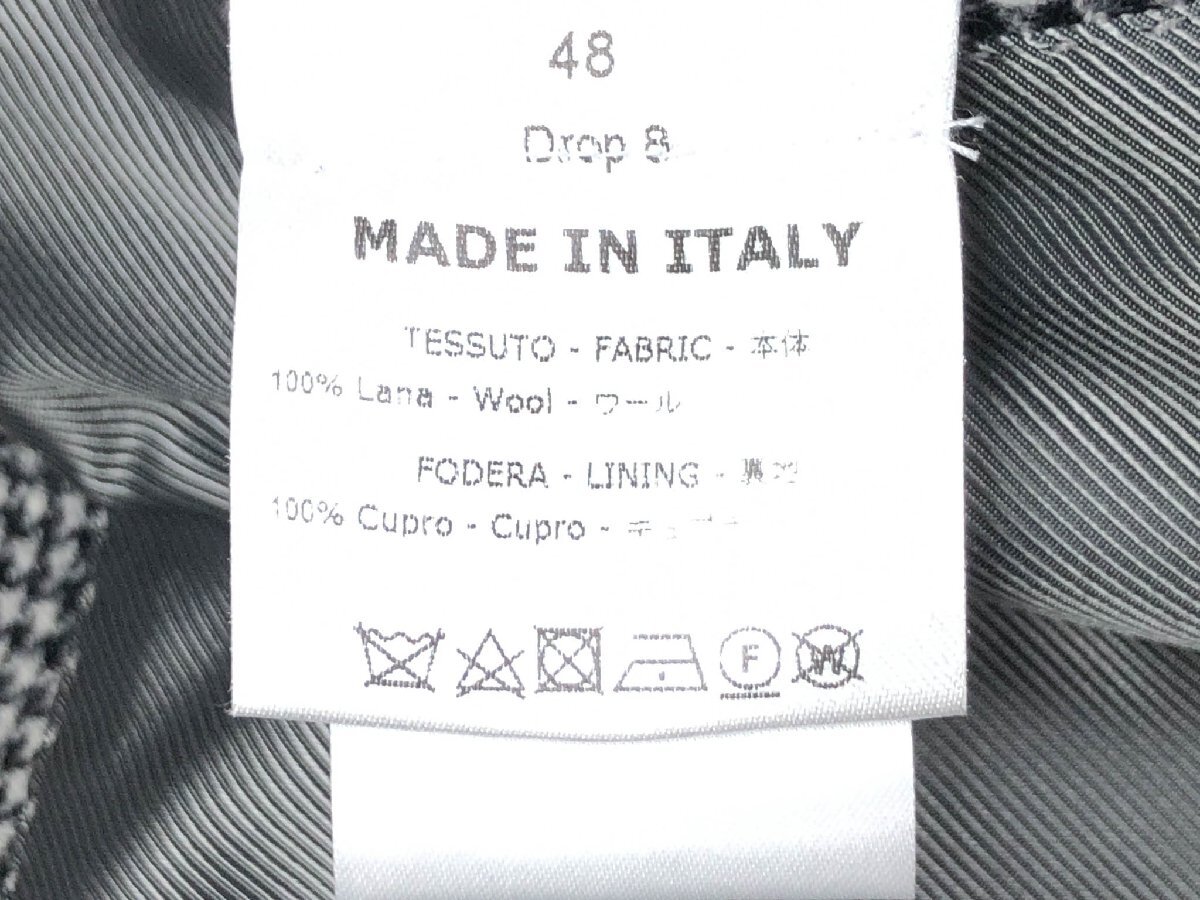 48
Drop 8
MADE IN ITALY
TESSUTO - FABRIC - 本体
100% Lana - Wool - ウール
FODERA - LINING -
100% Cupro - Cupro -
F
W